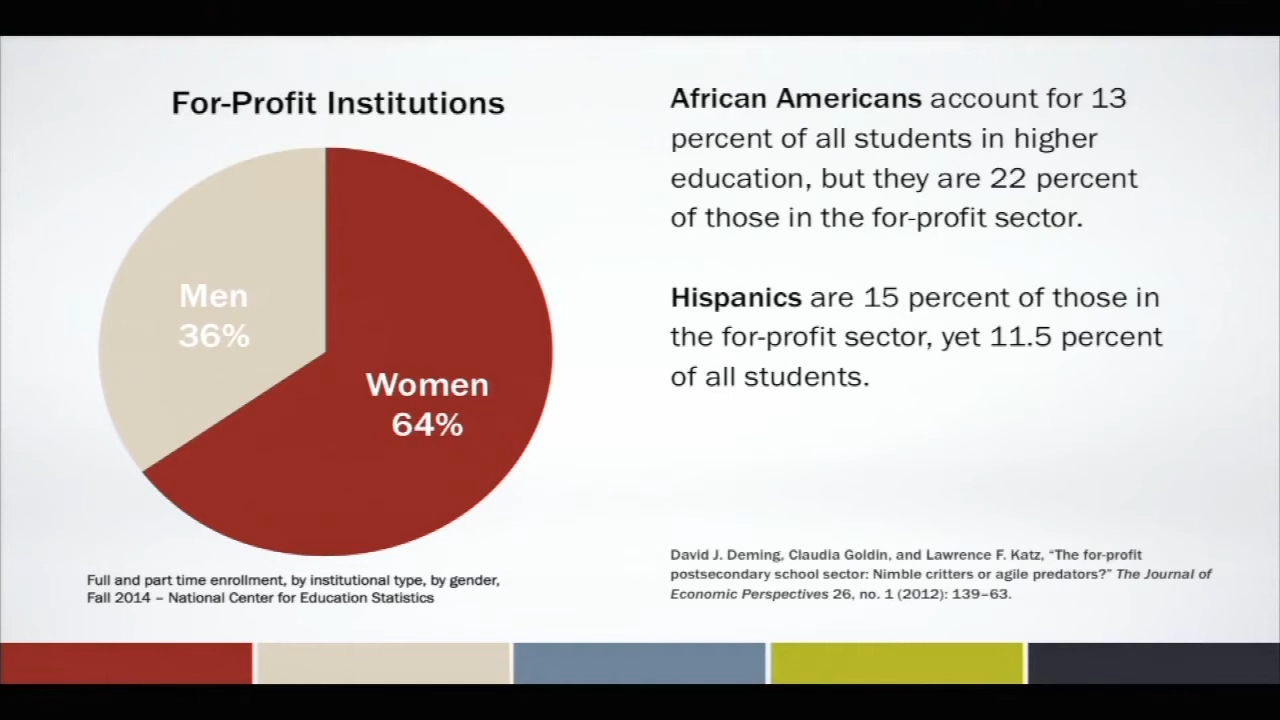 For-Profit Institutions
Men
36%
Women
64%
Full and part time enrollment, by institutional type, by gender,
Fall 2014 – National Center for Education Statistics
African Americans account for 13
percent of all students in higher
education, but they are 22 percent
of those in the for-profit sector.
Hispanics are 15 percent of those in
the for-profit sector, yet 11.5 percent
of all students.
David J. Deming, Claudia Goldin, and Lawrence F. Katz, “The for-profit
postsecondary school sector: Nimble critters or agile predators?” The Journal of
Economic Perspectives 26, no. 1 (2012): 139–63.